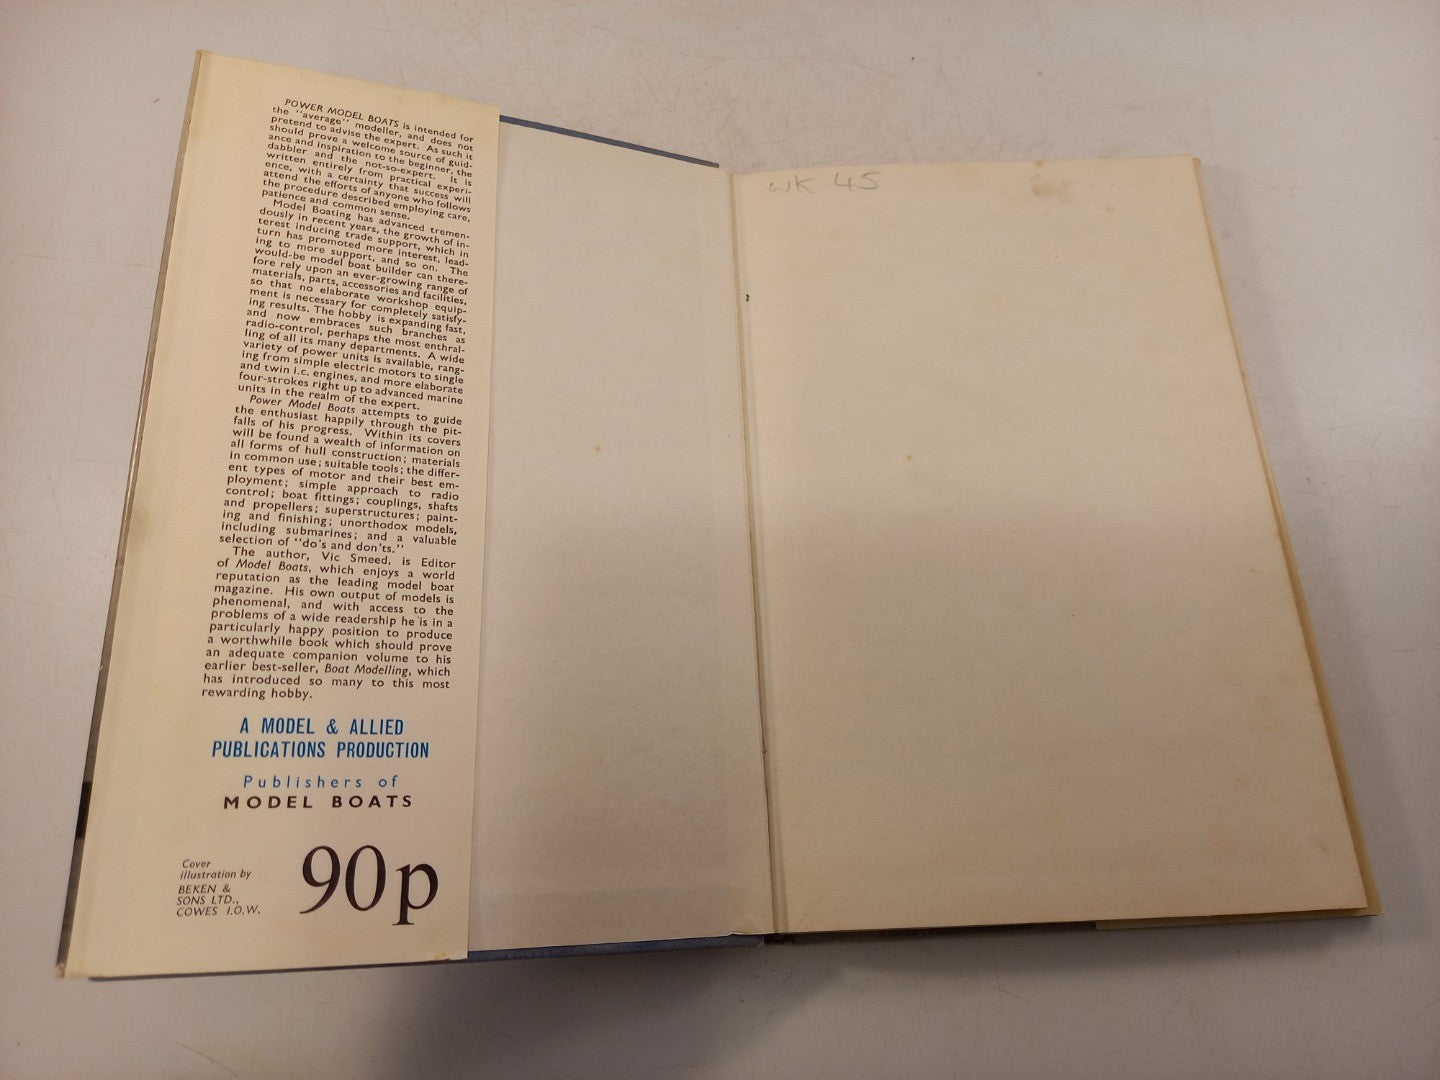 POWER MODEL BOATS is intended for
the "average" modeller, and does not
pretend to advise the expert. As such it
should prove a welcome source of guid-
ance and inspiration to the beginner, the
dabbler and the not-so-expert. It is
written entirely from practical experi-
ence, with a certainty that success will
attend the efforts of anyone who follows
the procedure described employing care,
patience and common sense.
Model Boating has advanced tremen-
dously in recent years, the growth of in-
terest inducing trade support, which in
turn has promoted more interest, lead-
ing to more support, and so on. The
would-be model boat builder can there-
fore rely upon an ever-growing range of
materials, parts, accessories and facilities,
so that no elaborate workshop equip-
ment is necessary for completely satisfy-
ing results. The hobby is expanding fast,
and now embraces such branches as
radio-control, perhaps the most enthral-
ling of all its many departments. A wide
variety of power units is available, rang-
ing from simple electric motors to single
and twin i.c. engines, and more elaborate
four-strokes right up to advanced marine
units in the realm of the expert.
Power Model Boats attempts to guide
the enthusiast happily through the pit-
falls of his progress. Within its covers
will be found a wealth of information on
all forms of hull construction; materials
in common use; suitable tools; the differ-
ent types of motor and their best em-
ployment; simple approach to radio
control; boat fittings; couplings, shafts
and propellers; superstructures; paint-
ing and finishing; unorthodox models,
including submarines; and a valuable
selection of "do's and don'ts."
The author, Vic Smeed, is Editor
of Model Boats, which enjoys a world
reputation as the leading model boat
magazine. His own output of models is
phenomenal, and with access to the
problems of a wide readership he is in a
particularly happy position to produce
a worthwhile book which should prove
an adequate companion volume to his
earlier best-seller, Boat Modelling, which
has introduced so many to this most
rewarding hobby.
A MODEL & ALLIED
PUBLICATIONS PRODUCTION
Publishers of
MODEL BOATS
Cover
illustration by
BEKEN &
SONS LTD.,
COWES I.O.W.
90p
WK 45